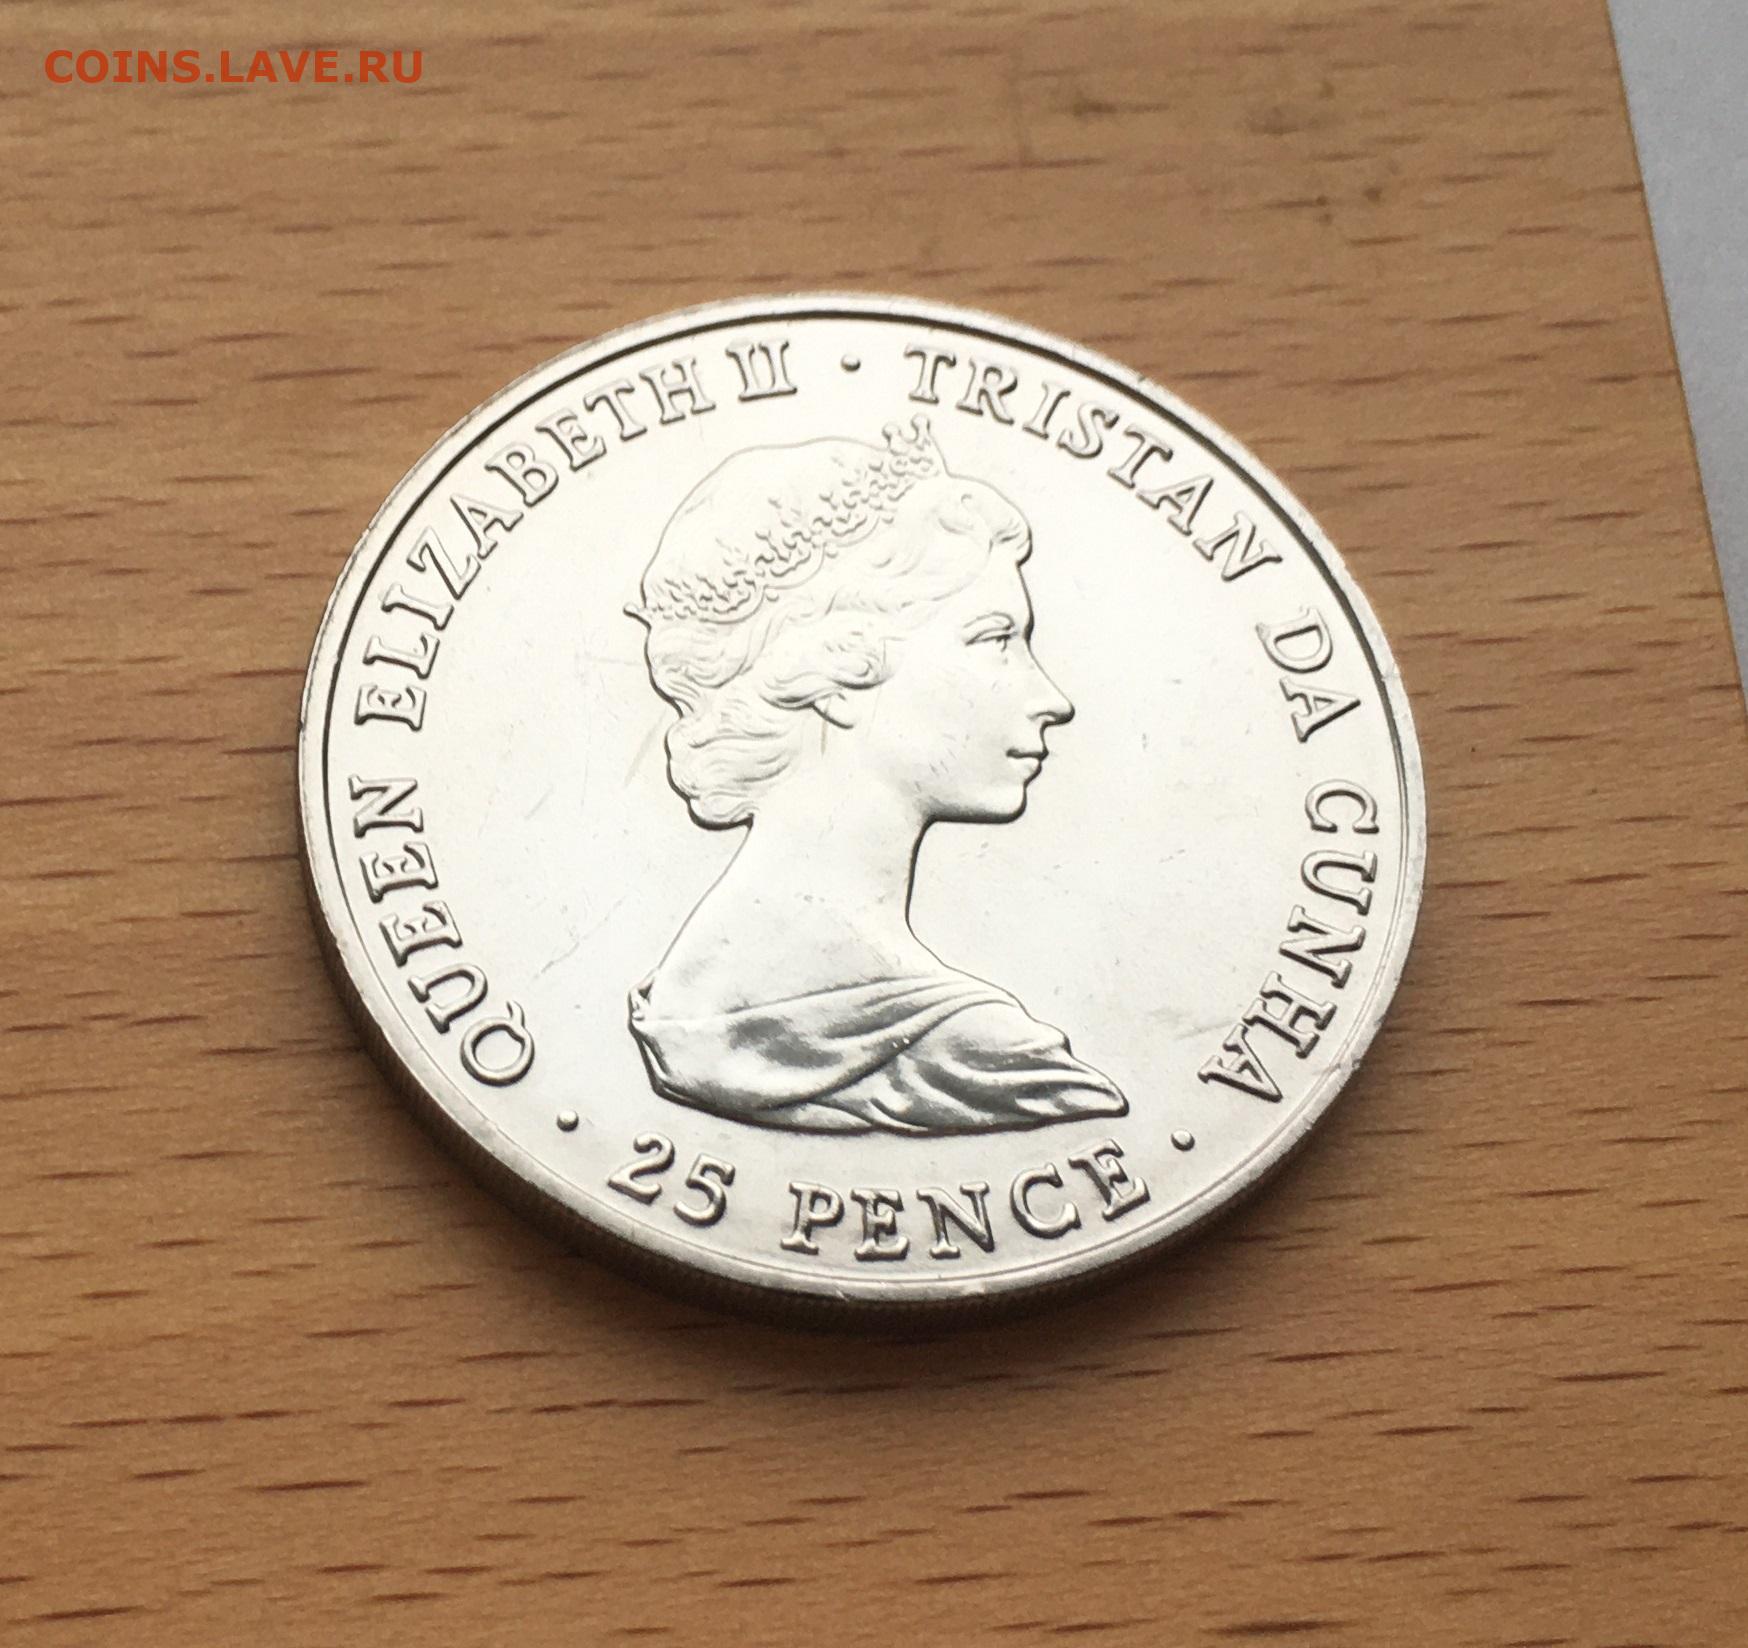 COINS.LAVE.RU
QUEEN ELIZABETH II · TRISTAN DA CUNHA
· 25 PENCE ·